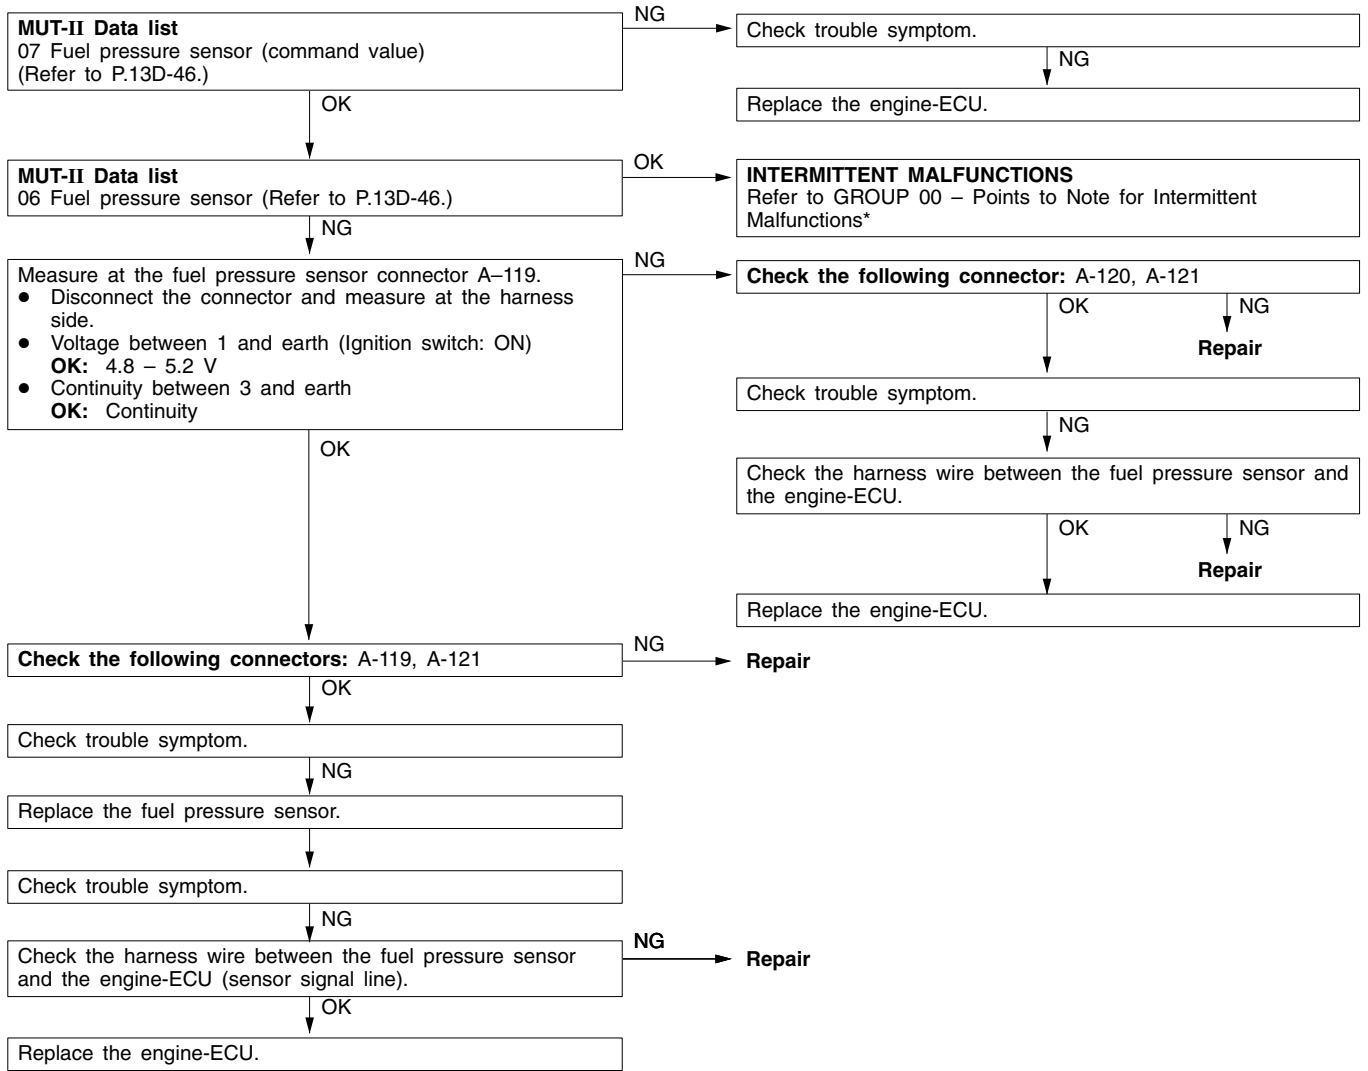 MUT-II Data list
07 Fuel pressure sensor (command value)
(Refer to P.13D-46.)
NG
Check trouble symptom.
NG
Replace the engine-ECU.
OK
MUT-II Data list
06 Fuel pressure sensor (Refer to P.13D-46.)
OK
INTERMITTENT MALFUNCTIONS
Refer to GROUP 00 – Points to Note for Intermittent
Malfunctions*
NG
Measure at the fuel pressure sensor connector A–119.
● Disconnect the connector and measure at the harness
side.
● Voltage between 1 and earth (Ignition switch: ON)
OK: 4.8 – 5.2 V
● Continuity between 3 and earth
OK: Continuity
NG
Check the following connector: A-120, A-121
OK
NG
Repair
Check trouble symptom.
NG
Check the harness wire between the fuel pressure sensor and
the engine-ECU.
OK
NG
Repair
Replace the engine-ECU.
OK
Check the following connectors: A-119, A-121
NG
Repair
OK
Check trouble symptom.
NG
Replace the fuel pressure sensor.
Check trouble symptom.
NG
Check the harness wire between the fuel pressure sensor
and the engine-ECU (sensor signal line).
NG
Repair
OK
Replace the engine-ECU.